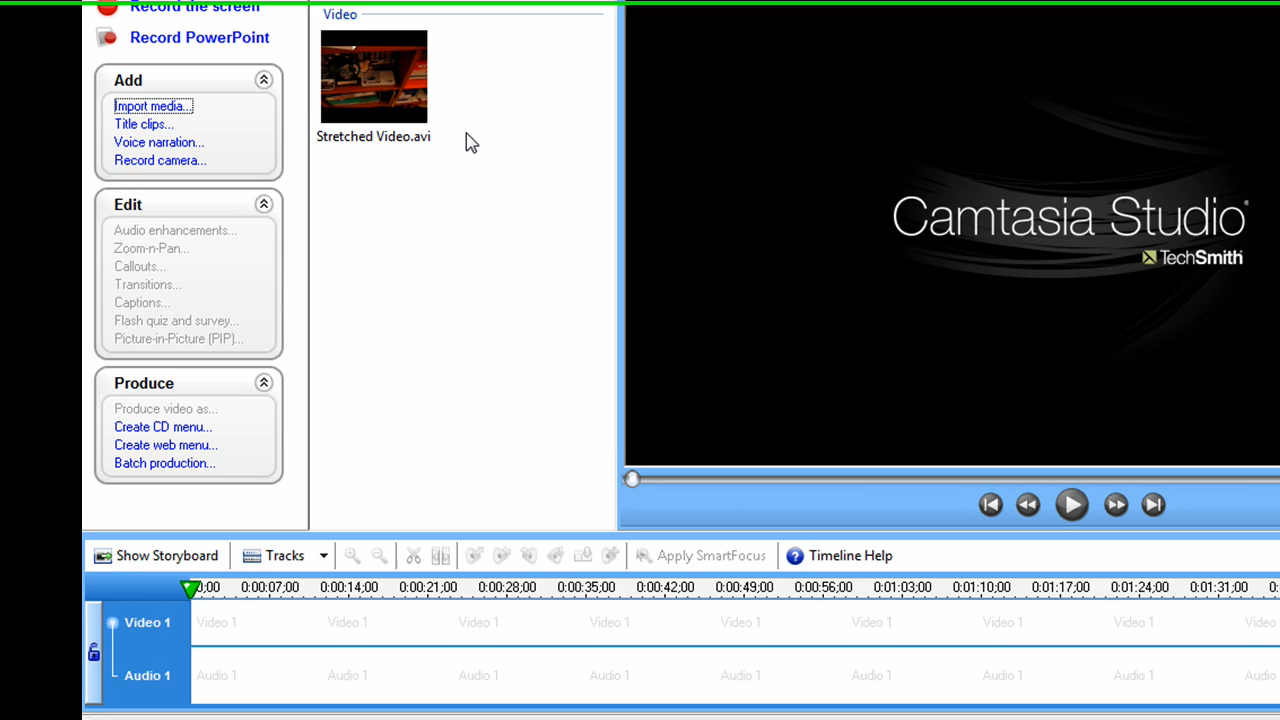 Record the screen
Record PowerPoint
Add
Import media...
Title clips...
Voice narration...
Record camera...
Edit
Audio enhancements...
Zoom-n-Pan...
Callouts...
Transitions...
Captions...
Flash quiz and survey...
Picture-in-Picture (PIP)...
Produce
Produce video as...
Create CD menu...
Create web menu...
Batch production...
Video
Stretched Video.avi
Camtasia Studio®
TechSmith
Show Storyboard Tracks Apply SmartFocus ? Timeline Help
0;00 0:00:07;00 0:00:14;00 0:00:21;00 0:00:28;00 0:00:35;00 0:00:42;00 0:00:49;00 0:00:56;00 0:01:03;00 0:01:10;00 0:01:17;00 0:01:24;00 0:01:31;00 0:
Video 1 Video 1 Video 1 Video 1 Video 1 Video 1 Video 1 Video 1 Video 1 Video
Audio 1 Audio 1 Audio 1 Audio 1 Audio 1 Audio 1 Audio 1 Audio 1 Audio 1 Audio